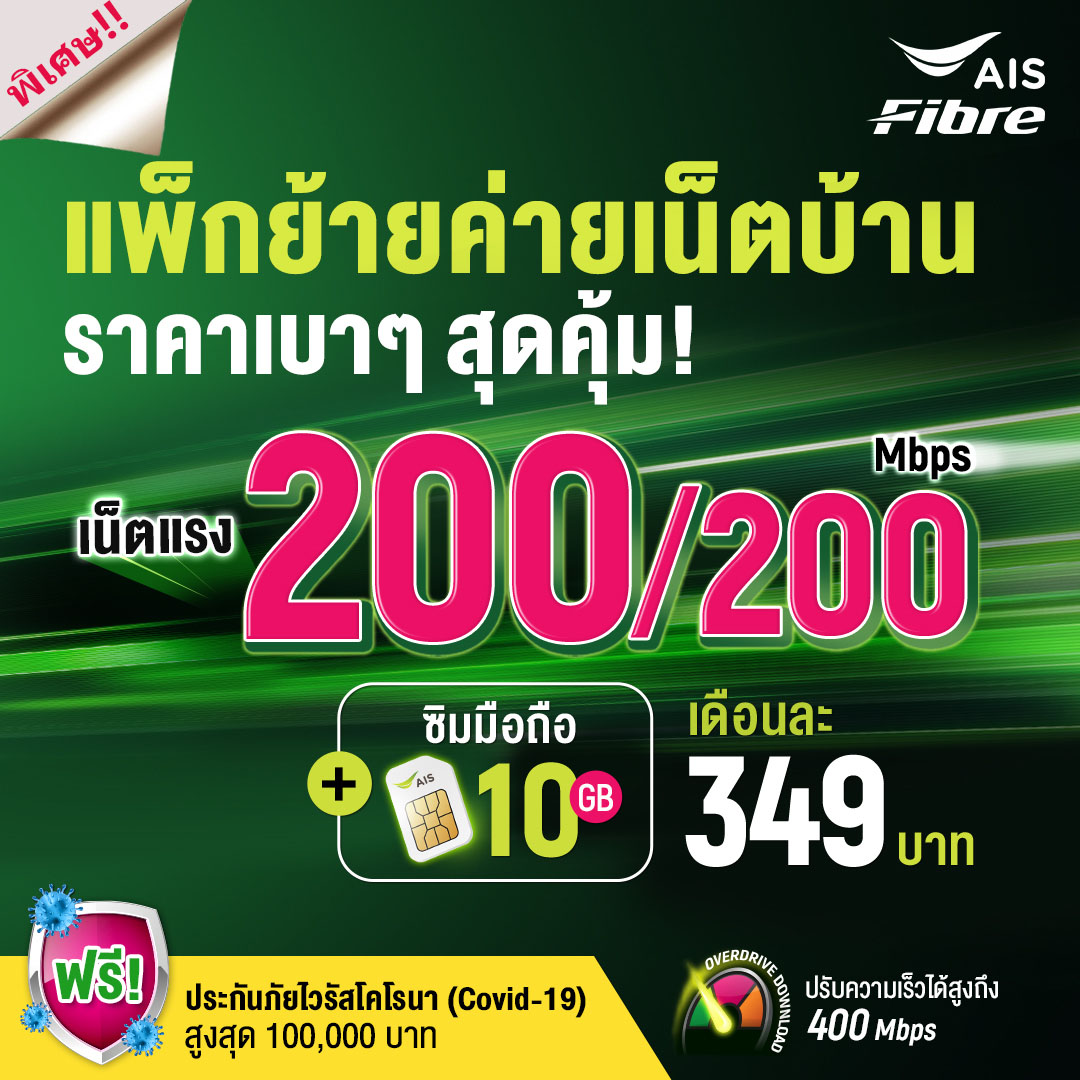 พิเศษ!!
AIS
Fibre
แพ็กย้ายค่ายเน็ตบ้าน
ราคาเบาๆ สุดคุ้ม!
เน็ตแรง 200/200 Mbps
ซิมมือถือ
+ AIS 10 GB
เดือนละ
349 บาท
ฟรี!
ประกันภัยไวรัสโคโรนา (Covid-19)
สูงสุด 100,000 บาท
OVERDRIVE DOWNLOAD
ปรับความเร็วได้สูงถึง
400 Mbps